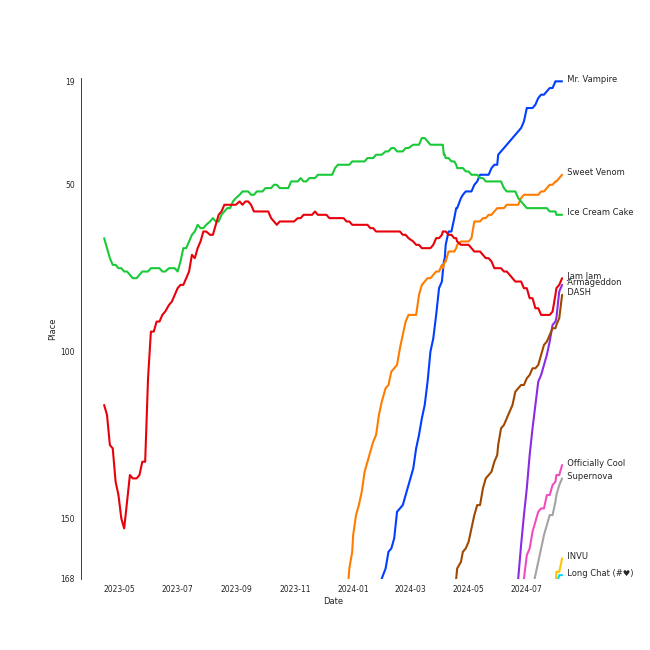 19
50
100
150
168
Place
2023-05
2023-07
2023-09
2023-11
2024-01
2024-03
2024-05
2024-07
Date
Mr. Vampire
Sweet Venom
Ice Cream Cake
Jam Jam
Armageddon
DASH
Officially Cool
Supernova
INVU
Long Chat (#♥)